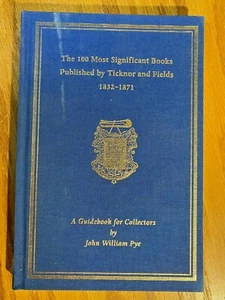 The 100 Most Significant Books
Published by Ticknor and Fields
1832–1871
A Guidebook for Collectors
by
John William Pye